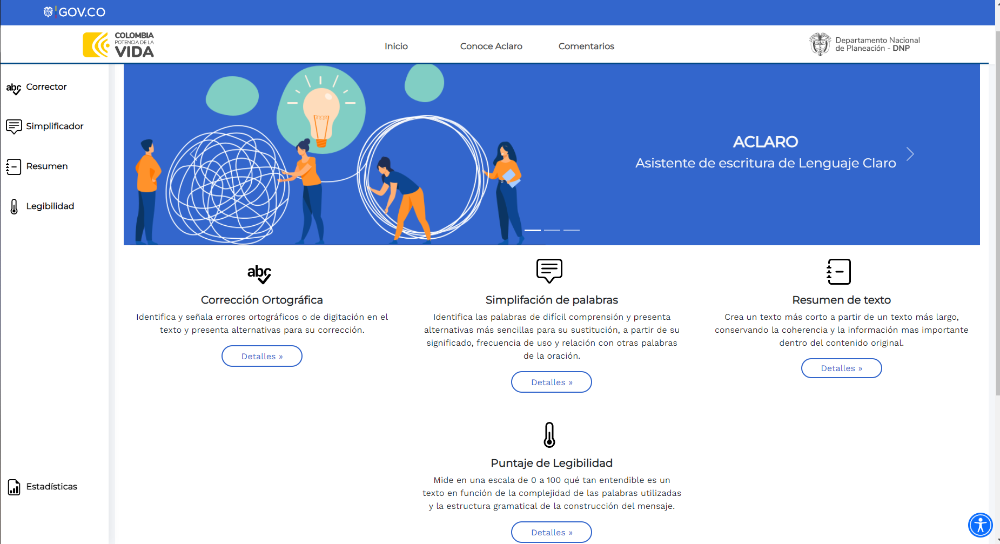 GOV.CO
COLOMBIA
POTENCIA DE LA
VIDA
Inicio
Conoce Aclaro
Comentarios
Departamento Nacional
de Planeación - DNP
abc Corrector
Simplificador
Resumen
Legibilidad
Estadísticas
ACLARO
Asistente de escritura de Lenguaje Claro
abc
Corrección Ortográfica
Identifica y señala errores ortográficos o de digitación en el
texto y presenta alternativas para su corrección.
Detalles »
Simplifación de palabras
Identifica las palabras de difícil comprensión y presenta
alternativas más sencillas para su sustitución, a partir de su
significado, frecuencia de uso y relación con otras palabras
de la oración.
Detalles »
Resumen de texto
Crea un texto más corto a partir de un texto más largo,
conservando la coherencia y la información mas importante
dentro del contenido original.
Detalles »
Puntaje de Legibilidad
Mide en una escala de 0 a 100 qué tan entendible es un
texto en función de la complejidad de las palabras utilizadas
y la estructura gramatical de la construcción del mensaje.
Detalles »